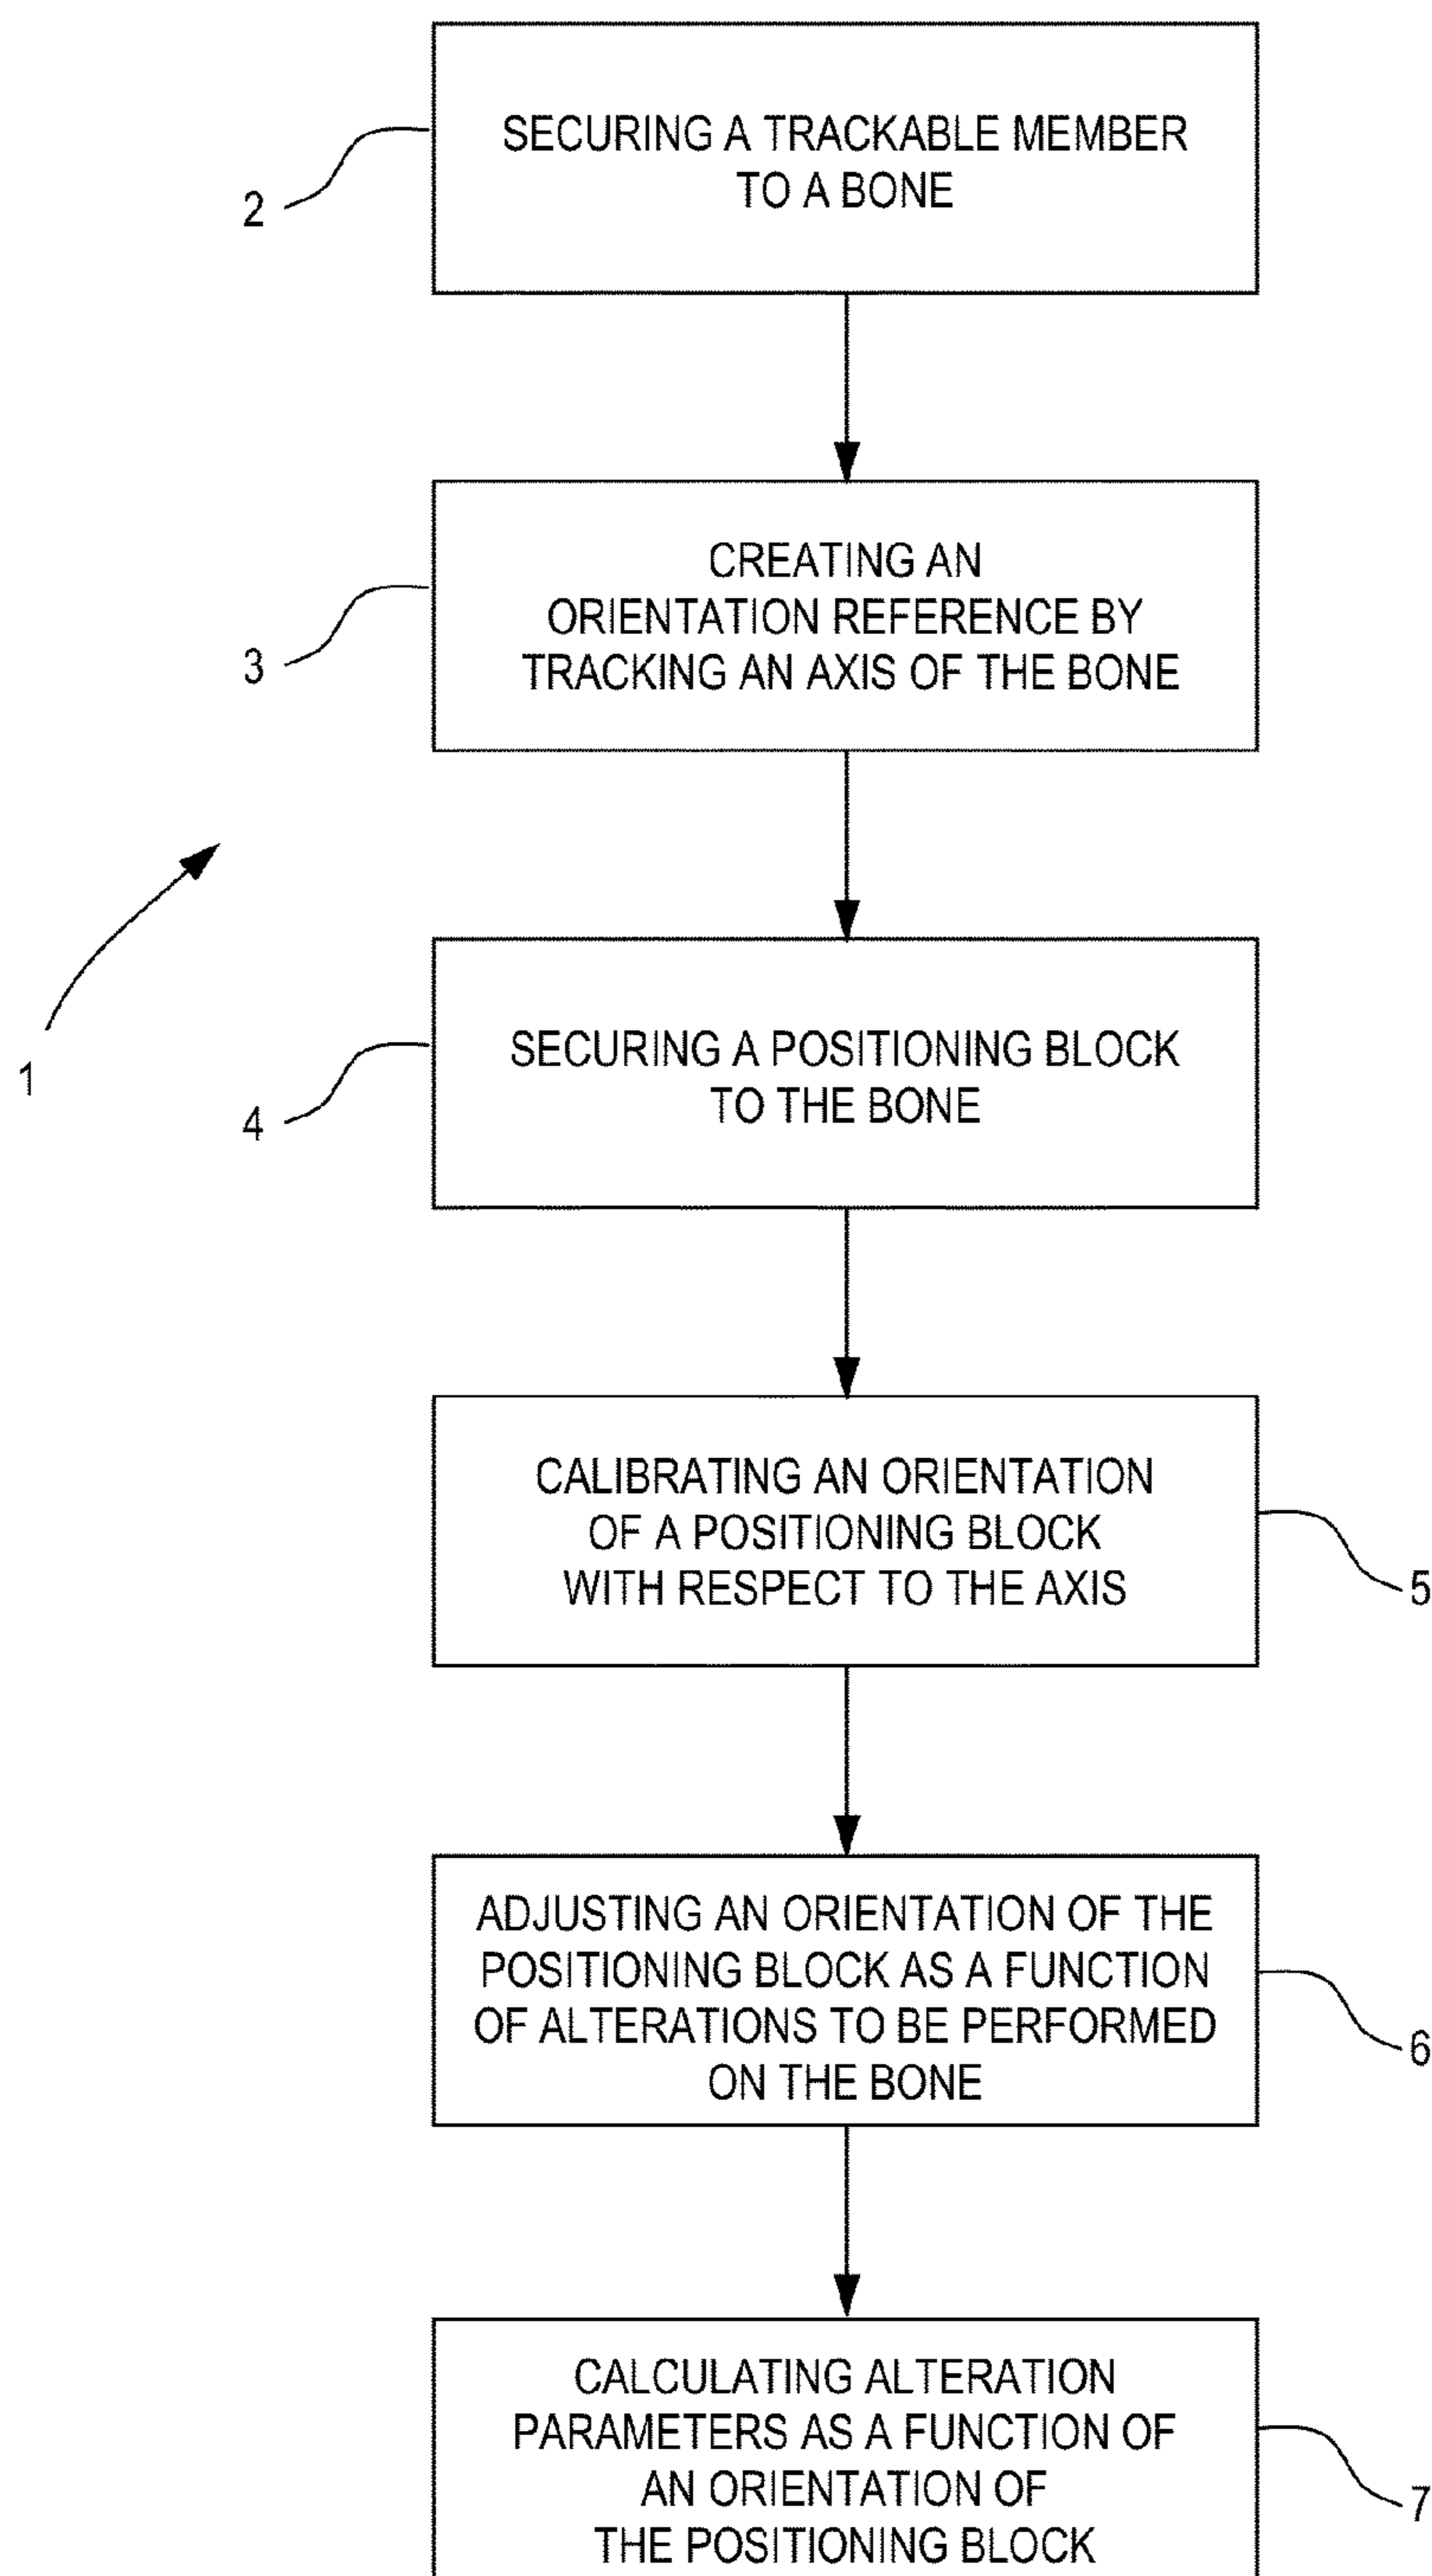 SECURING A TRACKABLE MEMBER
TO A BONE
2
CREATING AN
ORIENTATION REFERENCE BY
TRACKING AN AXIS OF THE BONE
3
1
SECURING A POSITIONING BLOCK
TO THE BONE
4
CALIBRATING AN ORIENTATION
OF A POSITIONING BLOCK
WITH RESPECT TO THE AXIS
5
ADJUSTING AN ORIENTATION OF THE
POSITIONING BLOCK AS A FUNCTION
OF ALTERATIONS TO BE PERFORMED
ON THE BONE
6
CALCULATING ALTERATION
PARAMETERS AS A FUNCTION OF
AN ORIENTATION OF
THE POSITIONING BLOCK
7